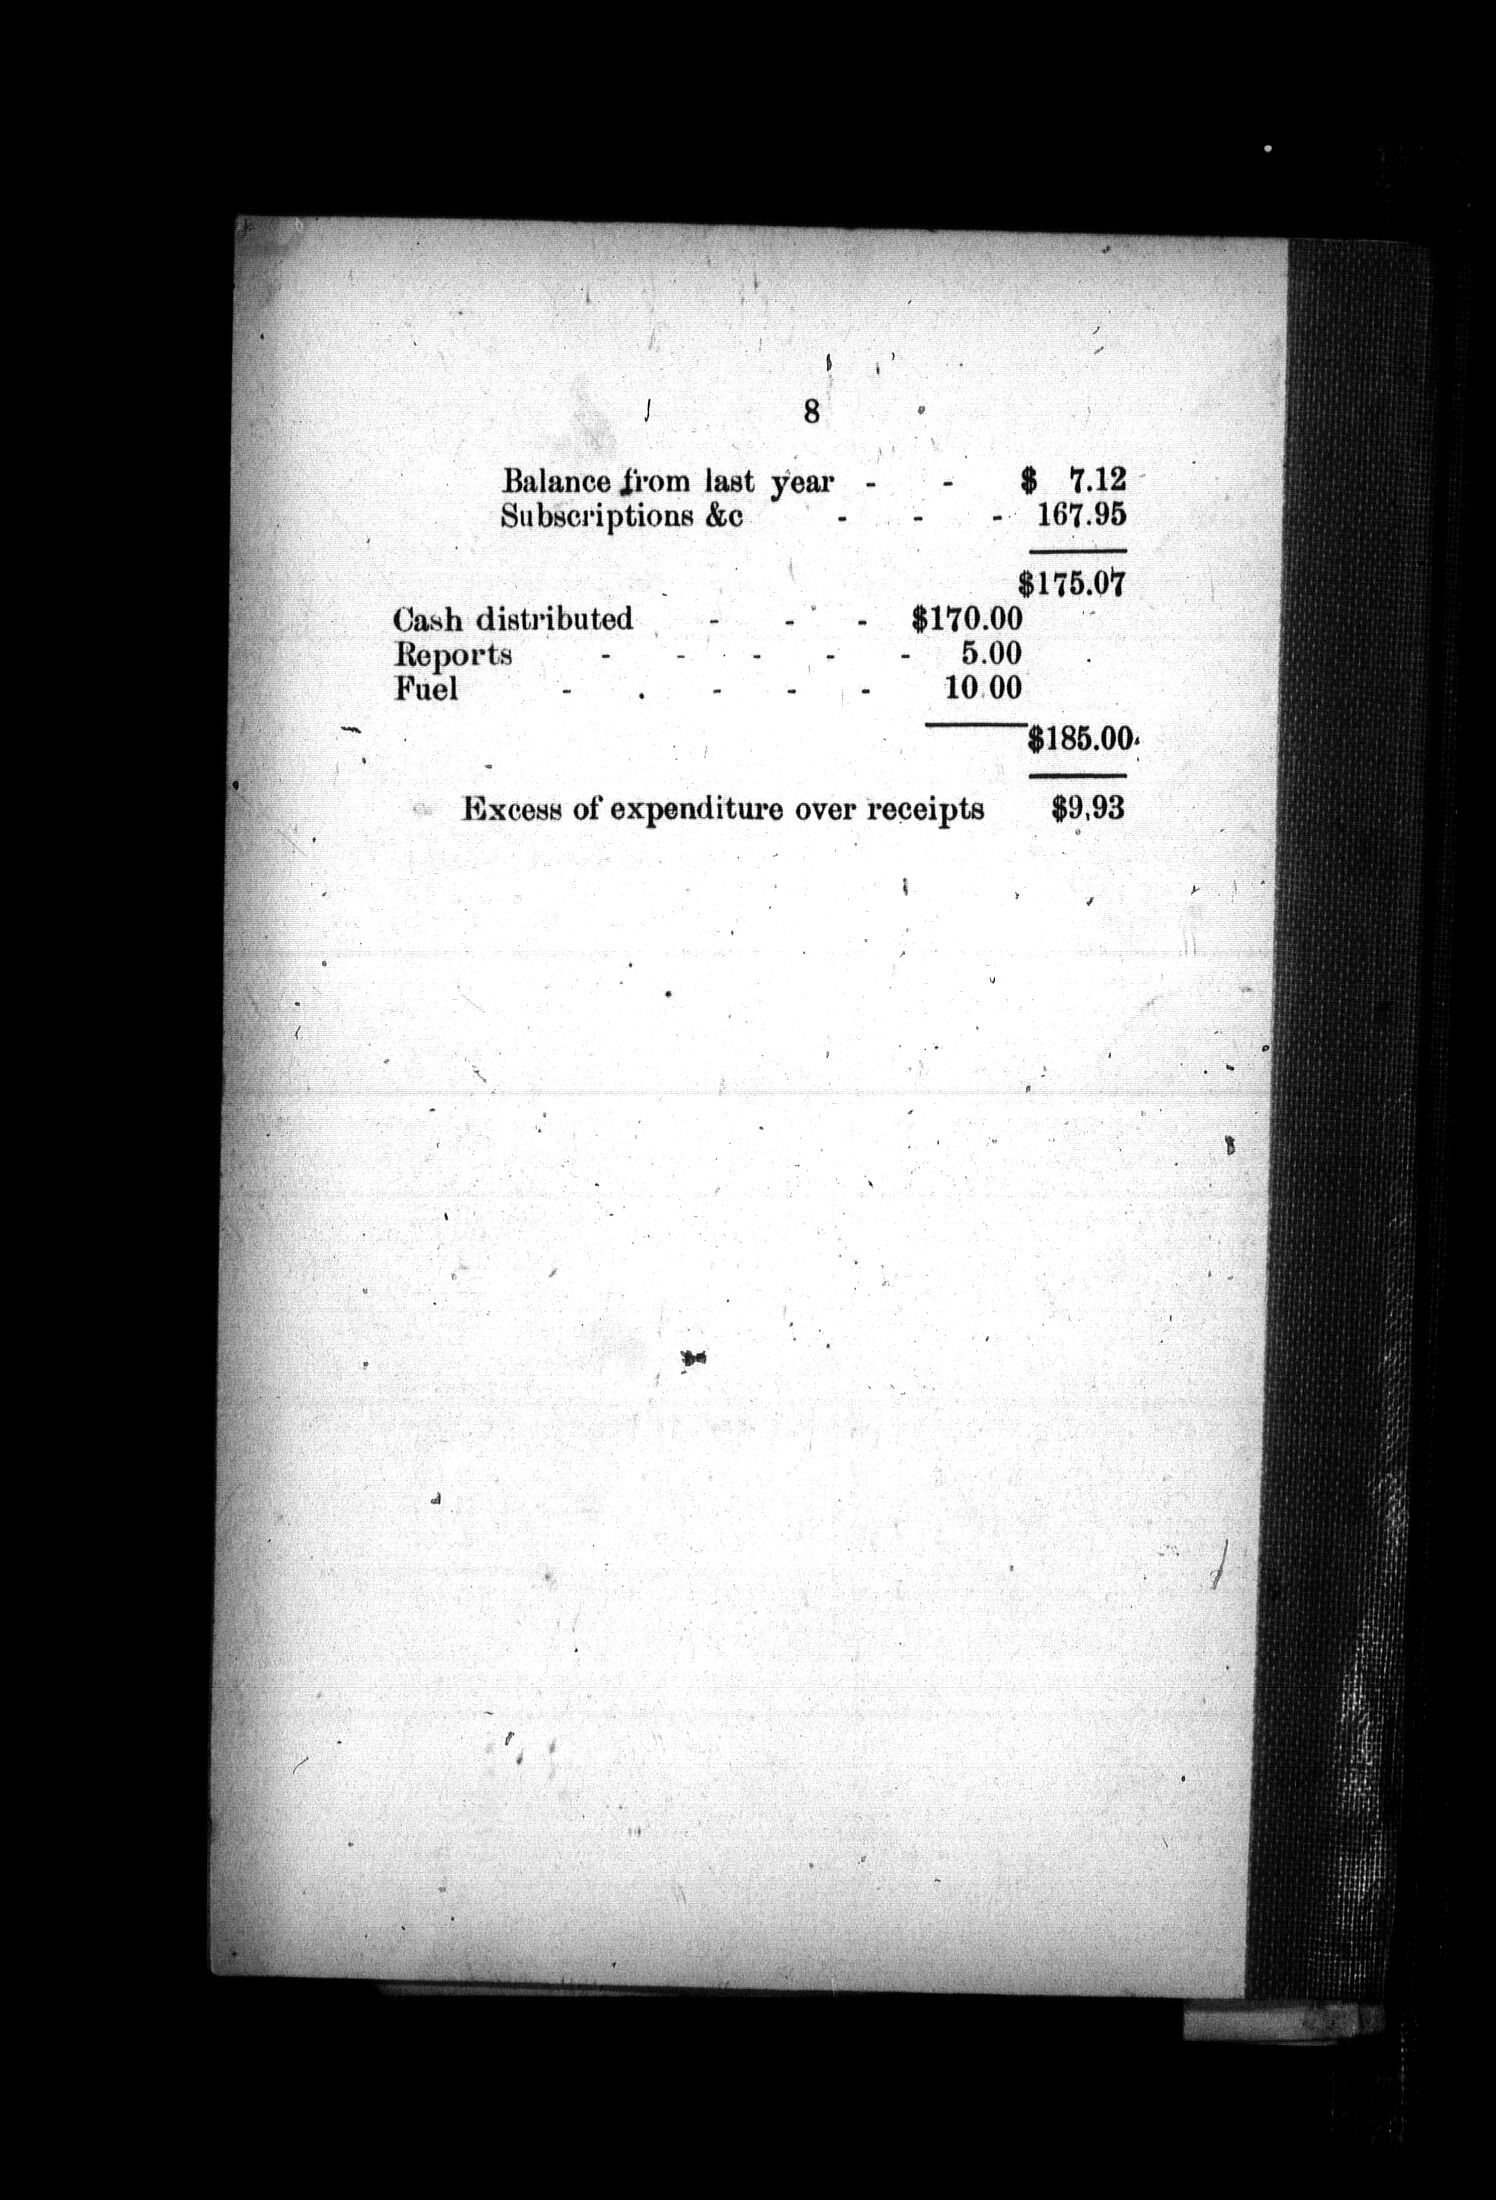 8
Balance from last year - - $ 7.12
Subscriptions &c - - - 167.95
$175.07
Cash distributed - - - $170.00
Reports - - - - - 5.00
Fuel - . - - - 10.00
$185.00
Excess of expenditure over receipts $9,93